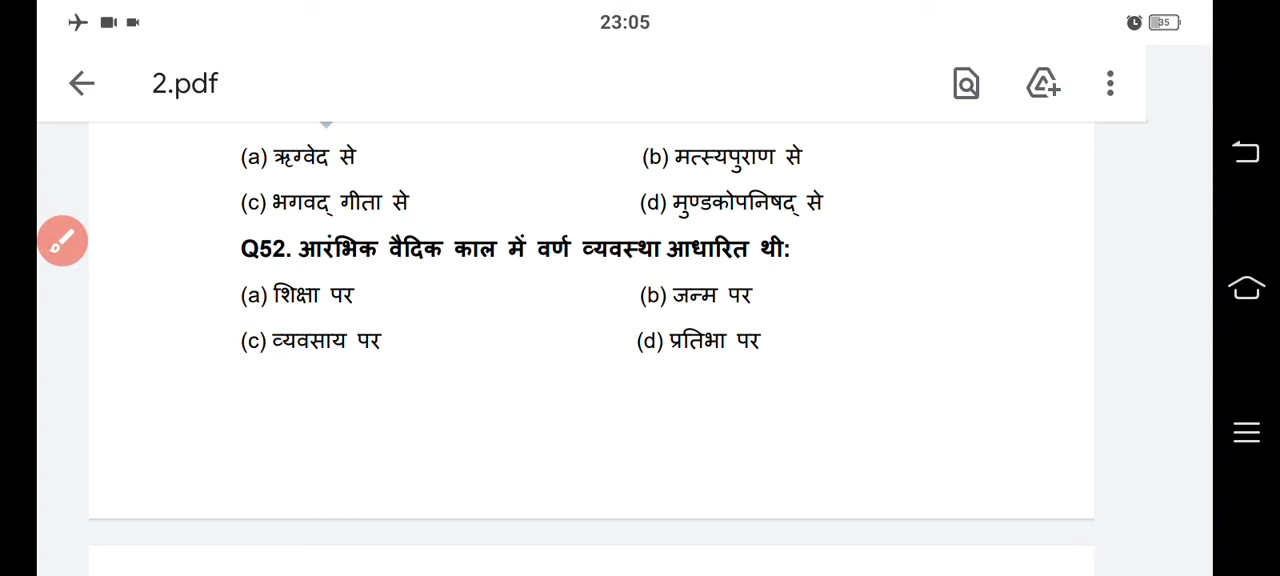 23:05
35
2.pdf
(a) ऋग्वेद से (b) मत्स्यपुराण से
(c) भगवद् गीता से (d) मुण्डकोपनिषद् से
Q52. आरंभिक वैदिक काल में वर्ण व्यवस्था आधारित थी:
(a) शिक्षा पर (b) जन्म पर
(c) व्यवसाय पर (d) प्रतिभा पर